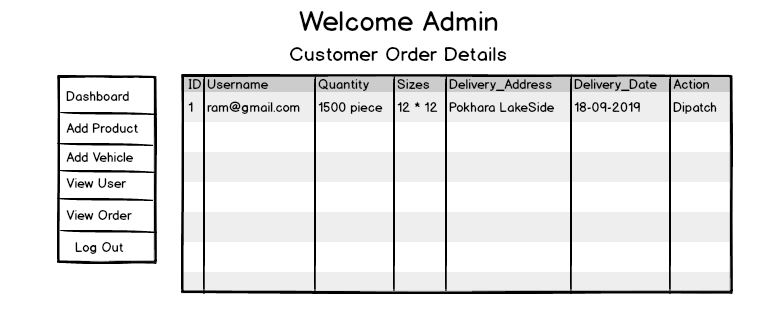 Welcome Admin
Customer Order Details
Dashboard
Add Product
Add Vehicle
View User
View Order
Log Out
ID Username Quantity Sizes Delivery_Address Delivery_Date Action
1 ram@gmail.com 1500 piece 12 * 12 Pokhara LakeSide 18-09-2019 Dipatch